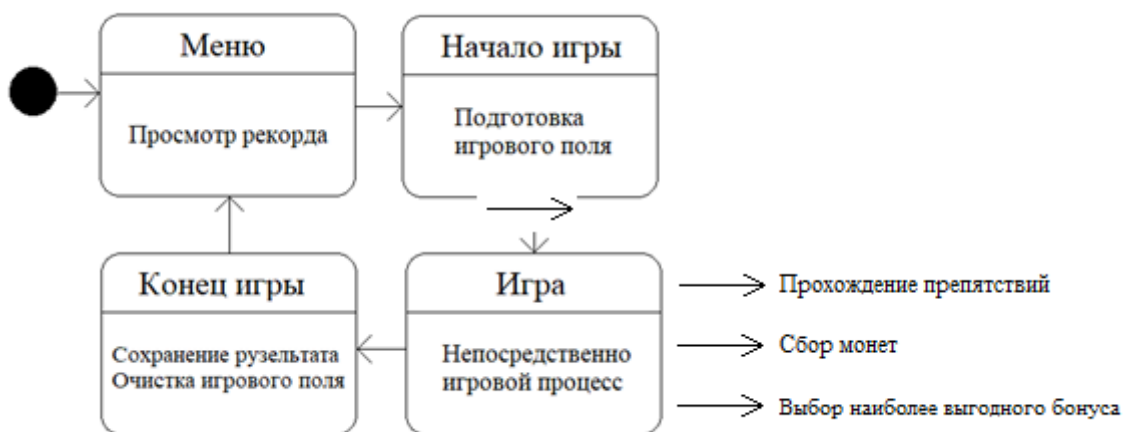 Меню
Просмотр рекорда
Начало игры
Подготовка
игрового поля
Конец игры
Сохранение рузельтата
Очистка игрового поля
Игра
Непосредственно
игровой процесс
Прохождение препятствий
Сбор монет
Выбор наиболее выгодного бонуса